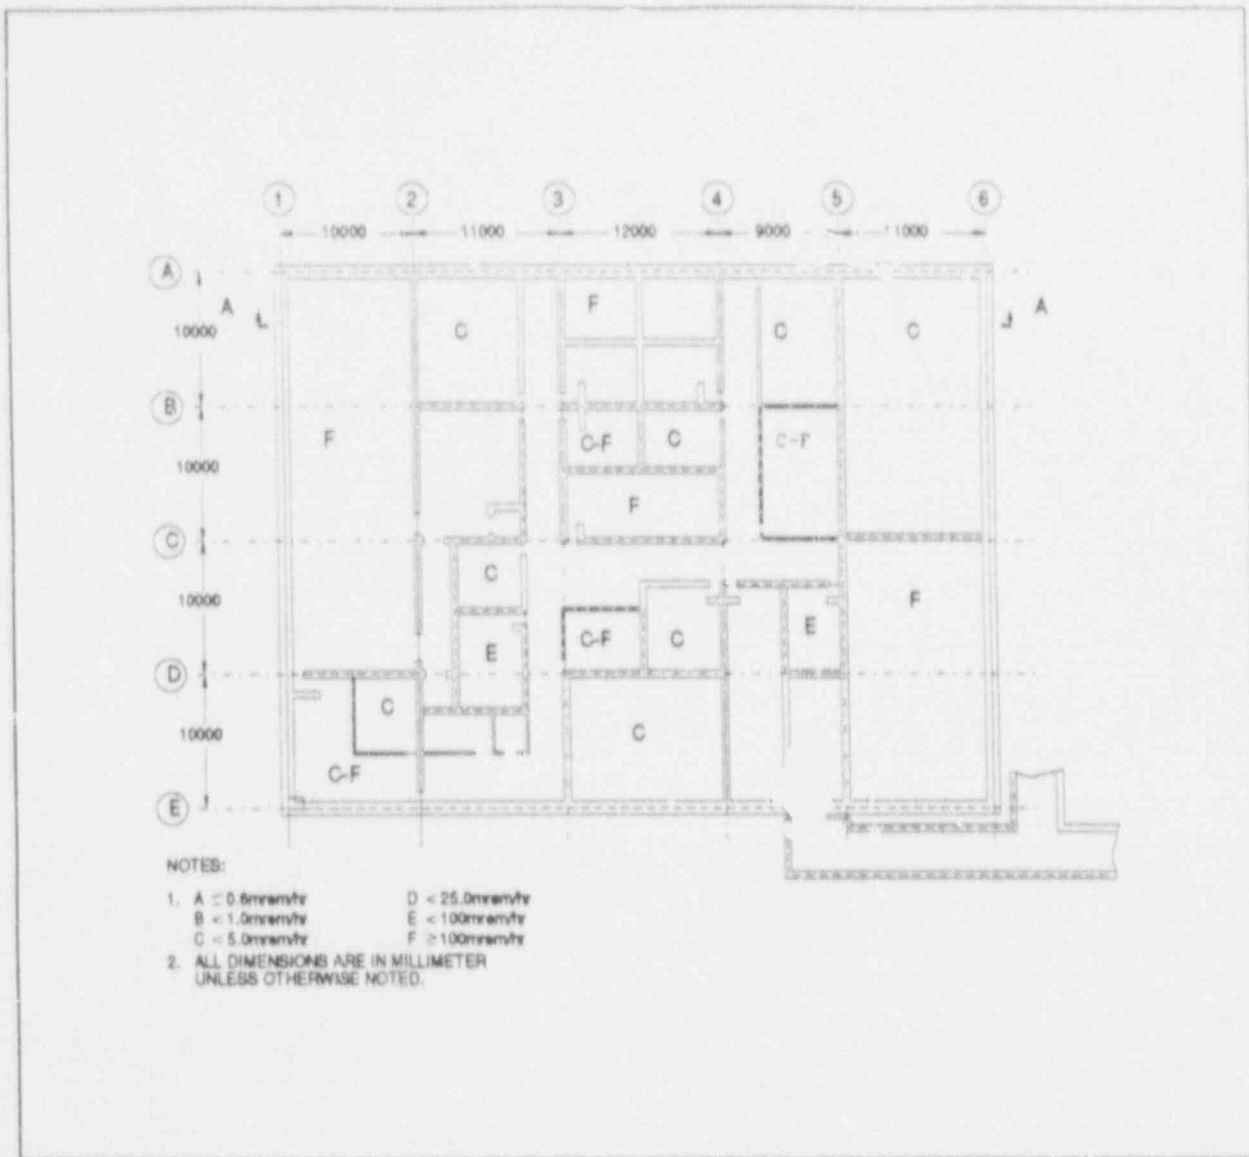 1 2 3 4 5 6
10000 11000 12000 9000 11000
A
A A
10000
F
C C C
B
F C-F C C-F
10000
F
C
C
10000
F
C-F C E
E
D
C
10000
C
C-F
E
NOTES:
1. A ≤ 0.6mrem/hr D < 25.0mrem/hr
B < 1.0mrem/hr E < 100mrem/hr
C < 5.0mrem/hr F ≥ 100mrem/hr
2. ALL DIMENSIONS ARE IN MILLIMETER
UNLESS OTHERWISE NOTED.